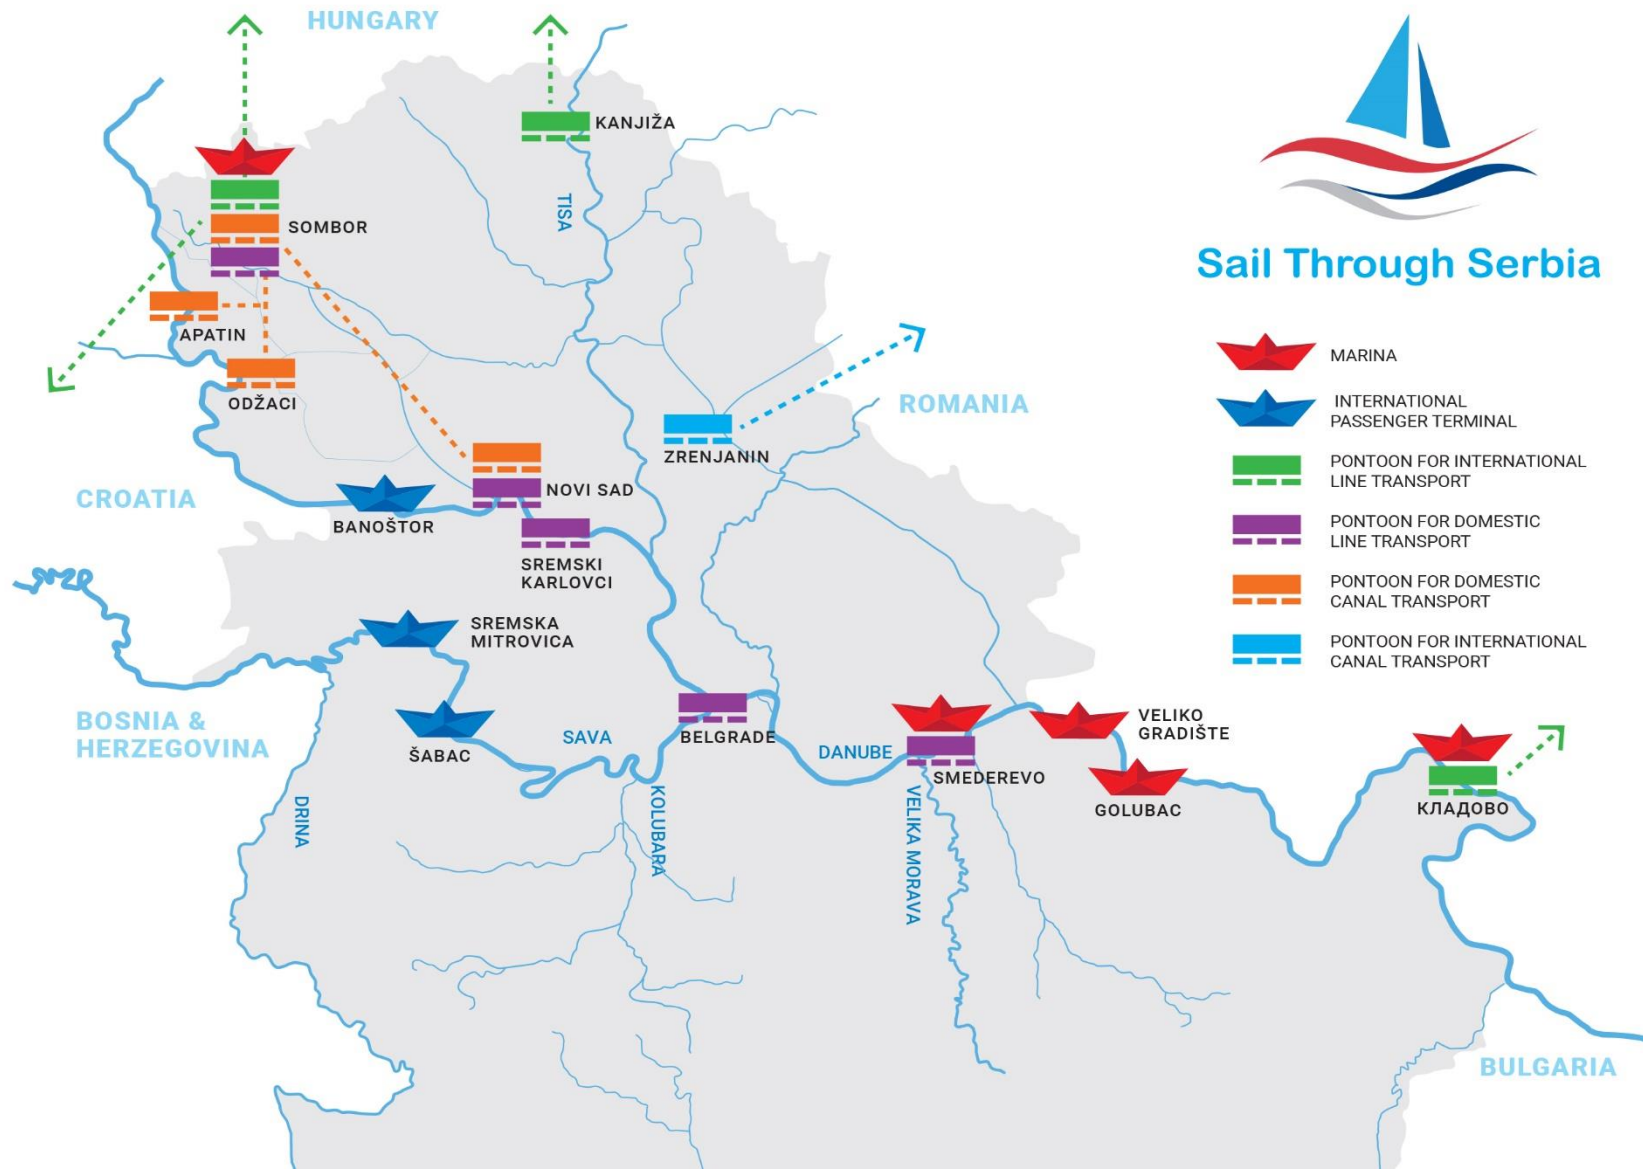 HUNGARY
KANJIŽA
TISA
SOMBOR
Sail Through Serbia
APATIN
ODŽACI
MARINA
ROMANIA
INTERNATIONAL
PASSENGER TERMINAL
ZRENJANIN
PONTOON FOR INTERNATIONAL
LINE TRANSPORT
CROATIA
NOVI SAD
BANOŠTOR
PONTOON FOR DOMESTIC
LINE TRANSPORT
SREMSKI
KARLOVCI
PONTOON FOR DOMESTIC
CANAL TRANSPORT
SREMSKA
MITROVICA
PONTOON FOR INTERNATIONAL
CANAL TRANSPORT
BOSNIA &
HERZEGOVINA
ŠABAC
SAVA
BELGRADE
DANUBE
SMEDEREVO
VELIKO
GRADIŠTE
GOLUBAC
КЛАДОВО
DRINA
KOLUBARA
VELIKA MORAVA
BULGARIA